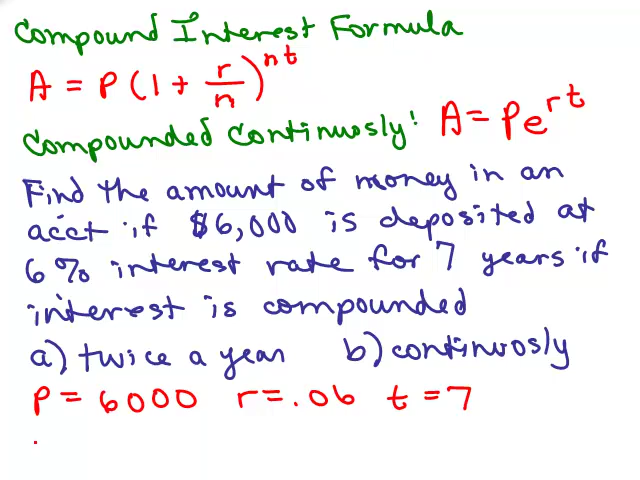 Compound Interest Formula
A = P(1 + r/n)^nt
Compounded Continuosly: A = Pe^rt
Find the amount of money in an
acct if $6,000 is deposited at
6% interest rate for 7 years if
interest is compounded
a) twice a year b) continuosly
P = 6000 r = .06 t = 7